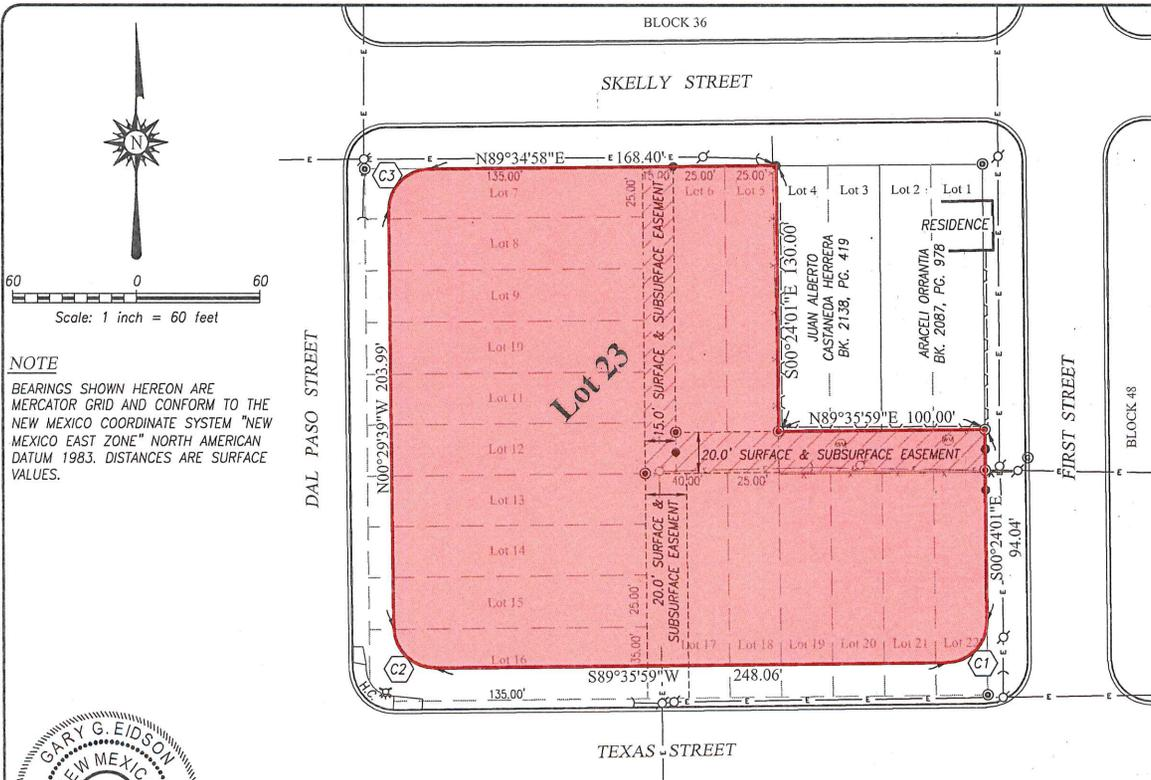 BLOCK 36
SKELLY STREET
N
60 0 60
Scale: 1 inch = 60 feet
NOTE
BEARINGS SHOWN HEREON ARE
MERCATOR GRID AND CONFORM TO THE
NEW MEXICO COORDINATE SYSTEM "NEW
MEXICO EAST ZONE" NORTH AMERICAN
DATUM 1983. DISTANCES ARE SURFACE
VALUES.
GARY G. EIDSON
NEW MEXIC
DAL PASO STREET
N00°29'39"W 203.99'
C3
N89°34'58"E
E
168.40'
135.00'
15.00'
25.00'
25.00'
Lot 7
Lot 8
Lot 9
Lot 10
Lot 11
Lot 12
Lot 13
Lot 14
Lot 15
Lot 16
25.00'
Lot 6
Lot 5
Lot 4
Lot 3
Lot 2
Lot 1
RESIDENCE
15.0' SURFACE & SUBSURFACE EASEMENT
Lot 23
S00°24'01"E 130.00'
JUAN ALBERTO
CASTANEDA HERRERA
BK. 2138, PG. 419
ARACELI ORRANTIA
BK. 2087, PG. 978
N89°35'59"E 100.00'
20.0' SURFACE & SUBSURFACE EASEMENT
40.00'
25.00'
20.0' SURFACE &
SUBSURFACE EASEMENT
25.00'
35.00'
Lot 17
Lot 18
Lot 19
Lot 20
Lot 21
Lot 22
S00°24'01"E
94.04'
FIRST STREET
BLOCK 48
C2
C1
H.C.
S89°35'59"W
248.06'
135.00'
TEXAS STREET